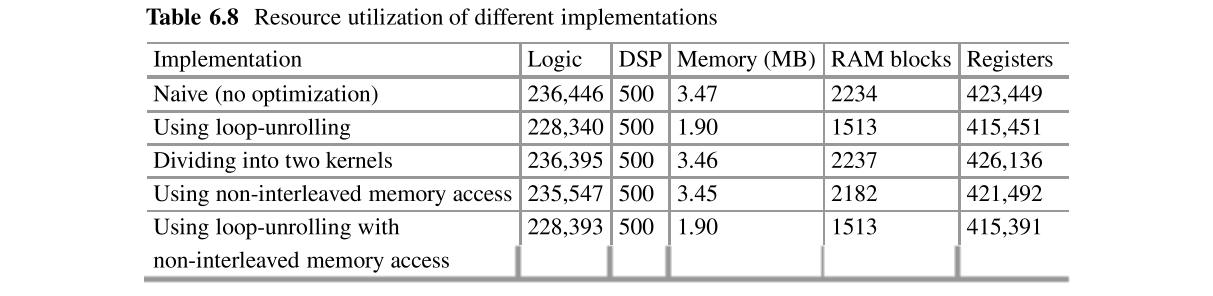 Table 6.8 Resource utilization of different implementations
Implementation Logic DSP Memory (MB) RAM blocks Registers
Naive (no optimization) 236,446 500 3.47 2234 423,449
Using loop-unrolling 228,340 500 1.90 1513 415,451
Dividing into two kernels 236,395 500 3.46 2237 426,136
Using non-interleaved memory access 235,547 500 3.45 2182 421,492
Using loop-unrolling with 228,393 500 1.90 1513 415,391
non-interleaved memory access